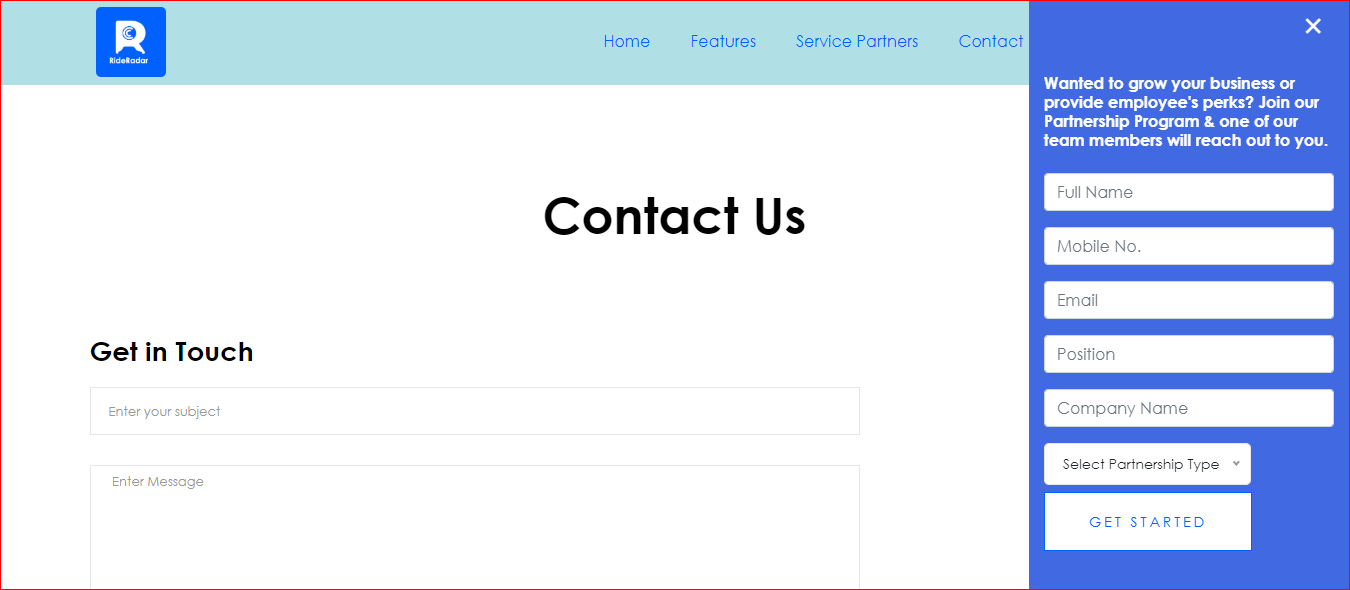 RideRadar
Home Features Service Partners Contact
Contact Us
Get in Touch
Enter your subject
Enter Message
Wanted to grow your business or
provide employee's perks? Join our
Partnership Program & one of our
team members will reach out to you.
Full Name
Mobile No.
Email
Position
Company Name
Select Partnership Type
GET STARTED